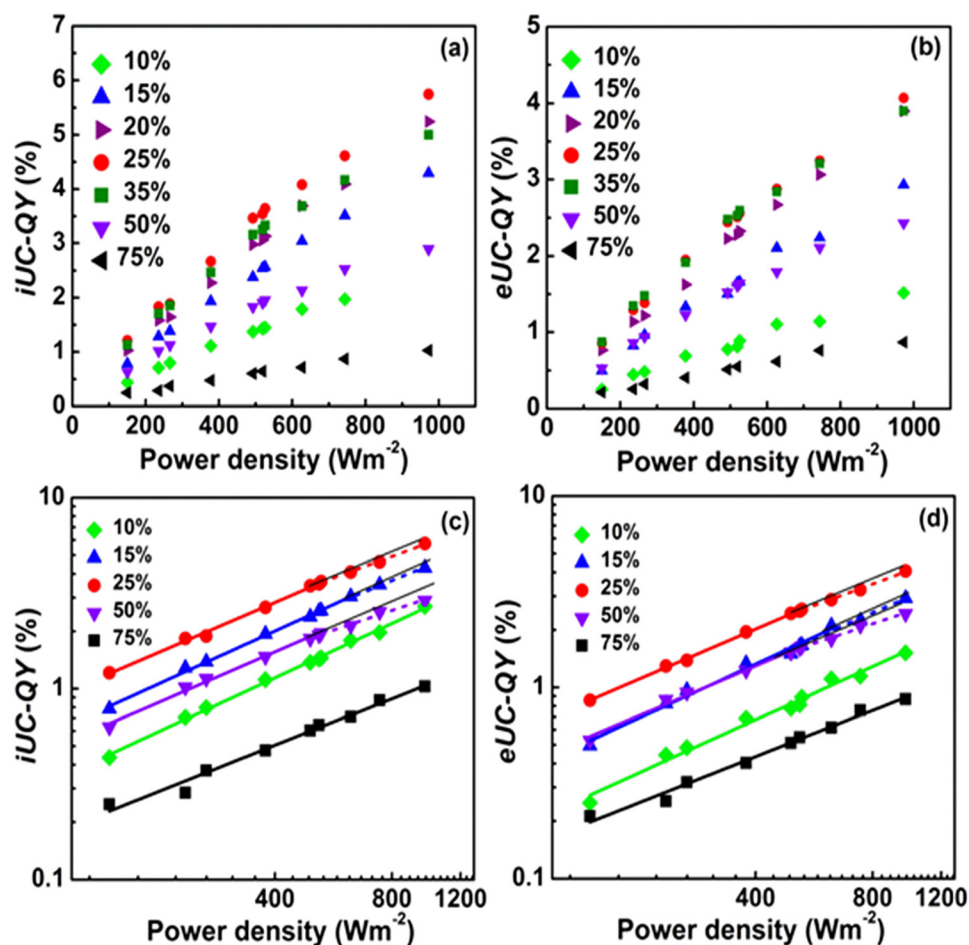 (a)
7
6
5
4
3
2
1
0
iUC-QY (%)
10%
15%
20%
25%
35%
50%
75%
0 200 400 600 800 1000
Power density (Wm-2)
(b)
5
4
3
2
1
0
eUC-QY (%)
10%
15%
20%
25%
35%
50%
75%
0 200 400 600 800 1000
Power density (Wm-2)
(c)
10
1
0.1
iUC-QY (%)
10%
15%
25%
50%
75%
400 800 1200
Power density (Wm-2)
(d)
10
1
0.1
eUC-QY (%)
10%
15%
25%
50%
75%
400 800 1200
Power density (Wm-2)